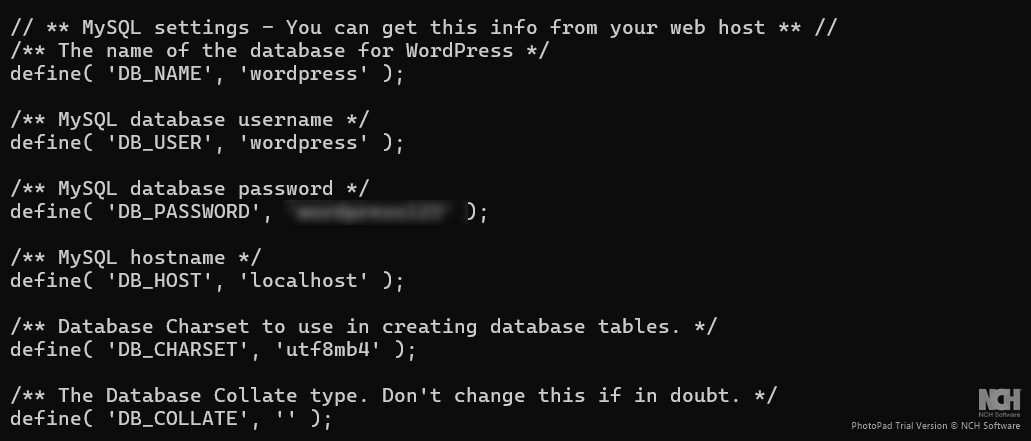 // ** MySQL settings - You can get this info from your web host ** //
/** The name of the database for WordPress */
define( 'DB_NAME', 'wordpress' );
/** MySQL database username */
define( 'DB_USER', 'wordpress' );
/** MySQL database password */
define( 'DB_PASSWORD', );
/** MySQL hostname */
define( 'DB_HOST', 'localhost' );
/** Database Charset to use in creating database tables. */
define( 'DB_CHARSET', 'utf8mb4' );
/** The Database Collate type. Don't change this if in doubt. */
define( 'DB_COLLATE', '' );
NCH
NCH Software
PhotoPad Trial Version © NCH Software